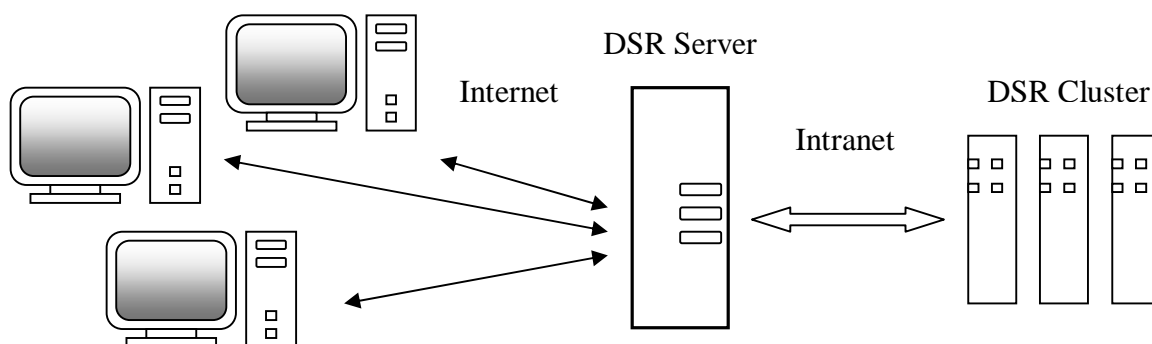 DSR Server
Internet
DSR Cluster
Intranet